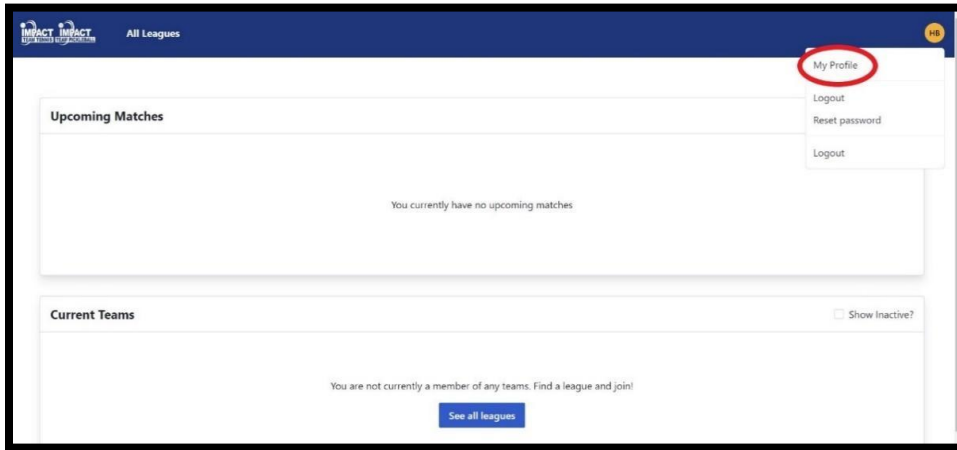 IMPACT IMPACT
All Leagues
HB
My Profile
Logout
Reset password
Logout
Upcoming Matches
You currently have no upcoming matches
Current Teams
Show Inactive?
You are not currently a member of any teams. Find a league and join!
See all leagues